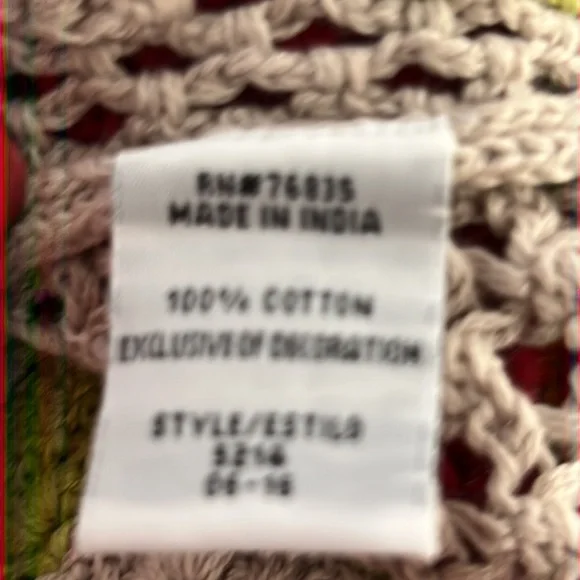 RN#76835
MADE IN INDIA
100% COTTON
EXCLUSIVE OF DECORATION
STYLE/ESTILO
5216
06-16